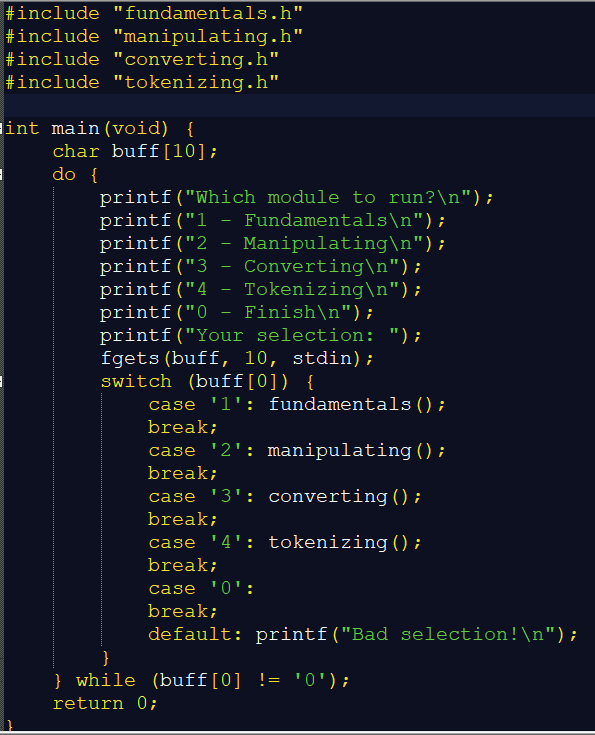 #include "fundamentals.h"
#include "manipulating.h"
#include "converting.h"
#include "tokenizing.h"

int main(void) {
    char buff[10];
    do {
        printf("Which module to run?\n");
        printf("1 - Fundamentals\n");
        printf("2 - Manipulating\n");
        printf("3 - Converting\n");
        printf("4 - Tokenizing\n");
        printf("0 - Finish\n");
        printf("Your selection: ");
        fgets(buff, 10, stdin);
        switch (buff[0]) {
            case '1': fundamentals();
            break;
            case '2': manipulating();
            break;
            case '3': converting();
            break;
            case '4': tokenizing();
            break;
            case '0':
            break;
            default: printf("Bad selection!\n");
        }
    } while (buff[0] != '0');
    return 0;
}